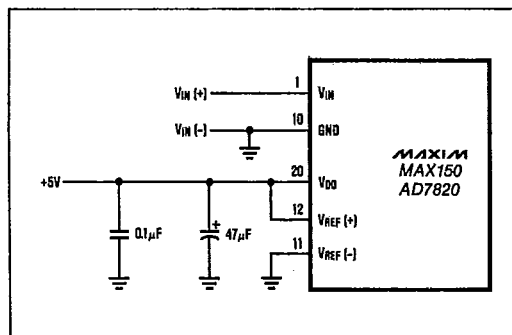 1
VIN (+)
VIN
10
VIN (-)
GND
MAXIM
MAX150
AD7820
20
+5V
VDD
12
VREF (+)
0.1µF
+
47µF
11
VREF (-)